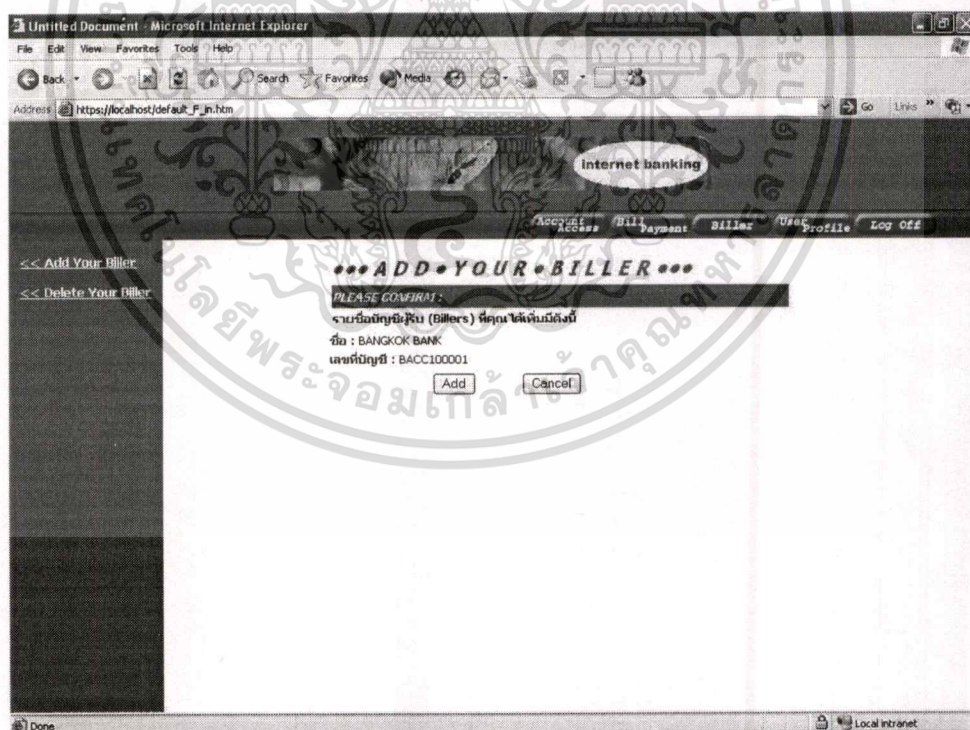 Untitled Document - Microsoft Internet Explorer
File Edit View Favorites Tools Help
Back Search Favorites Media
Address https://localhost/default_F_in.htm Go Links »
internet banking
Account Access Bill Payment Biller User Profile Log Off
<< Add Your Biller
<< Delete Your Biller
•••ADD•YOUR•BILLER•••
PLEASE CONFIRM :
รายชื่อบัญชีผู้รับ (Billers) ที่คุณได้เพิ่มมีดังนี้
ชื่อ : BANGKOK BANK
เลขที่บัญชี : BACC100001
Add Cancel
Done Local intranet